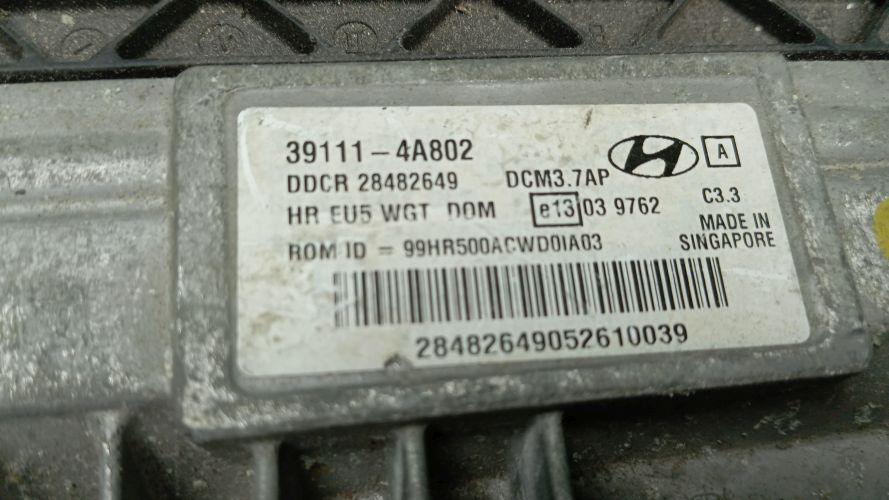 39111-4A802
A
DDCR 28482649 DCM3.7AP
HR EU5 WGT DOM e13 03 9762 C3.3
ROM ID = 99HR500ACWD0IA03 MADE IN
SINGAPORE
28482649052610039